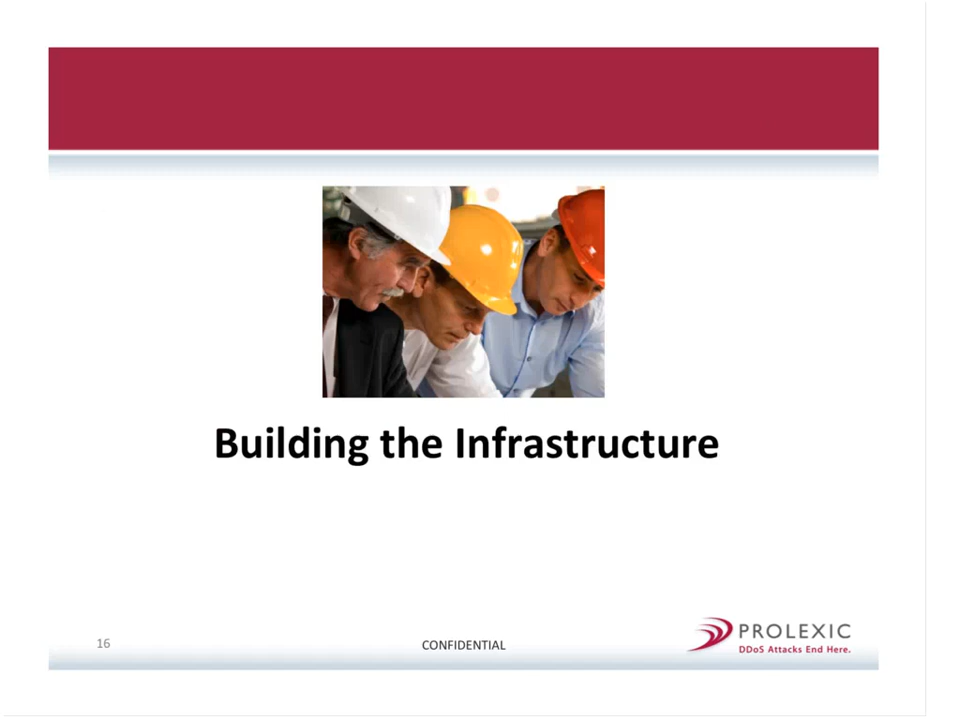 Building the Infrastructure
16
CONFIDENTIAL
PROLEXIC
DDoS Attacks End Here.